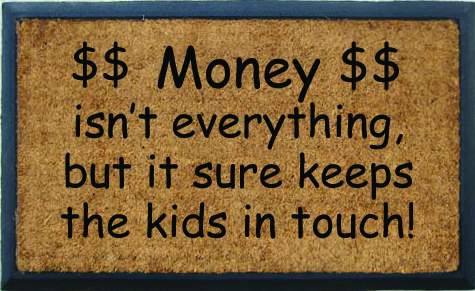 $$ Money $$
isn't everything,
but it sure keeps
the kids in touch!